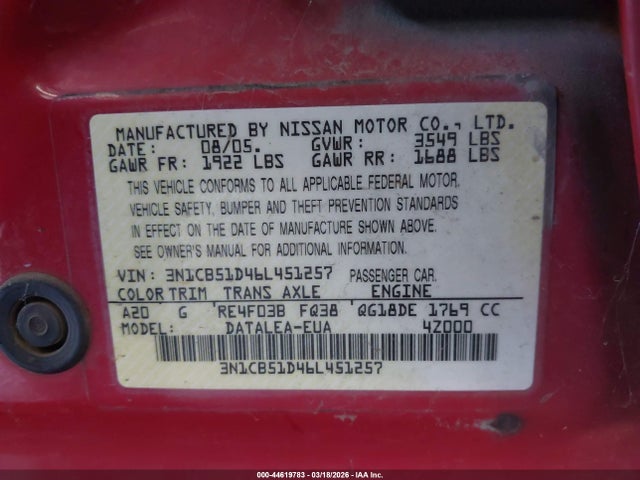 MANUFACTURED BY NISSAN MOTOR CO., LTD.
DATE: 08/05. GVWR: 3549 LBS
GAWR FR: 1922 LBS GAWR RR: 1688 LBS
THIS VEHICLE CONFORMS TO ALL APPLICABLE FEDERAL MOTOR.
VEHICLE SAFETY, BUMPER AND THEFT PREVENTION STANDARDS
IN EFFECT ON THE DATE OF MANUFACTURE SHOWN ABOVE.
SEE OWNER'S MANUAL FOR ADDITIONAL INFORMATION.
VIN: 3N1CB51D46L451257 PASSENGER CAR.
COLOR TRIM TRANS AXLE ENGINE
A20 G RE4F03B FQ38 QG18DE 1769 CC
MODEL: DATALEA-EUA 42000
3N1CB51D46L451257
000-44619783 | 03/18/2026 | IAA Inc.